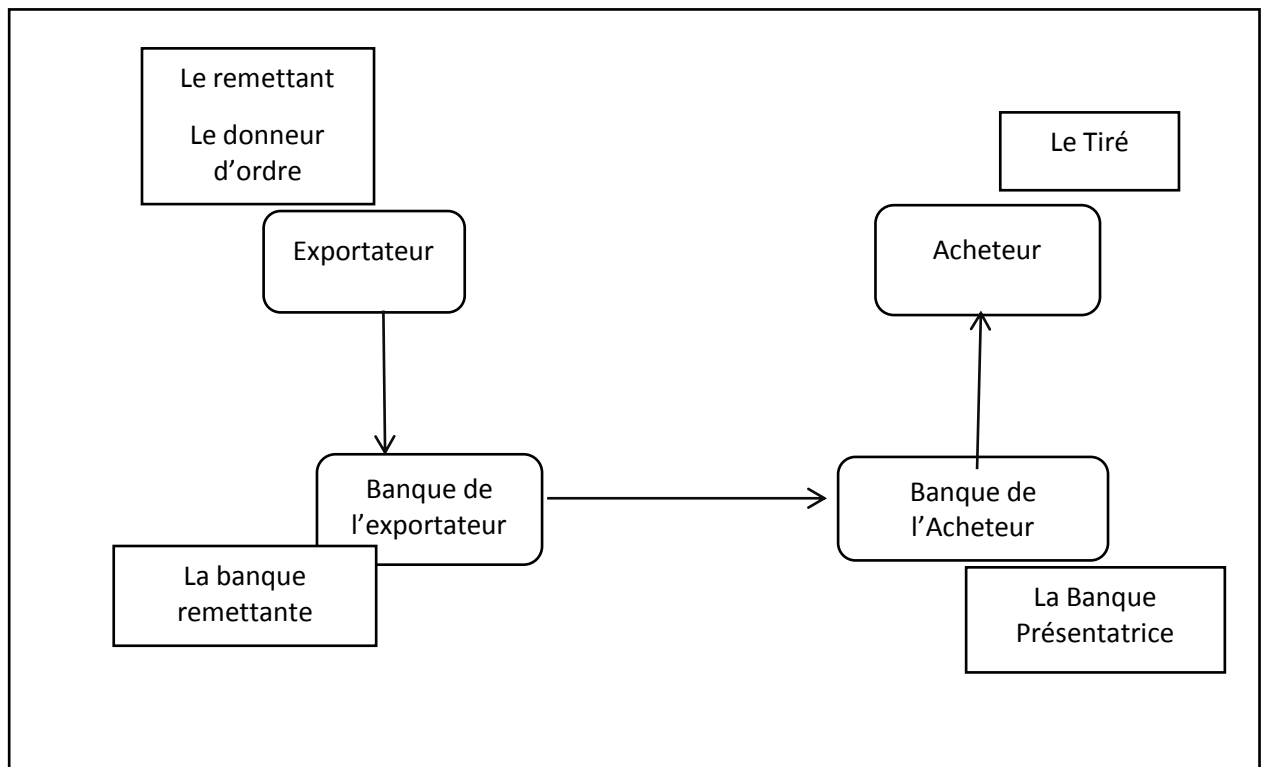 Le remettant
Le donneur
d’ordre
Le Tiré
Exportateur
Acheteur
Banque de
l’exportateur
Banque de
l’Acheteur
La banque
remettante
La Banque
Présentatrice